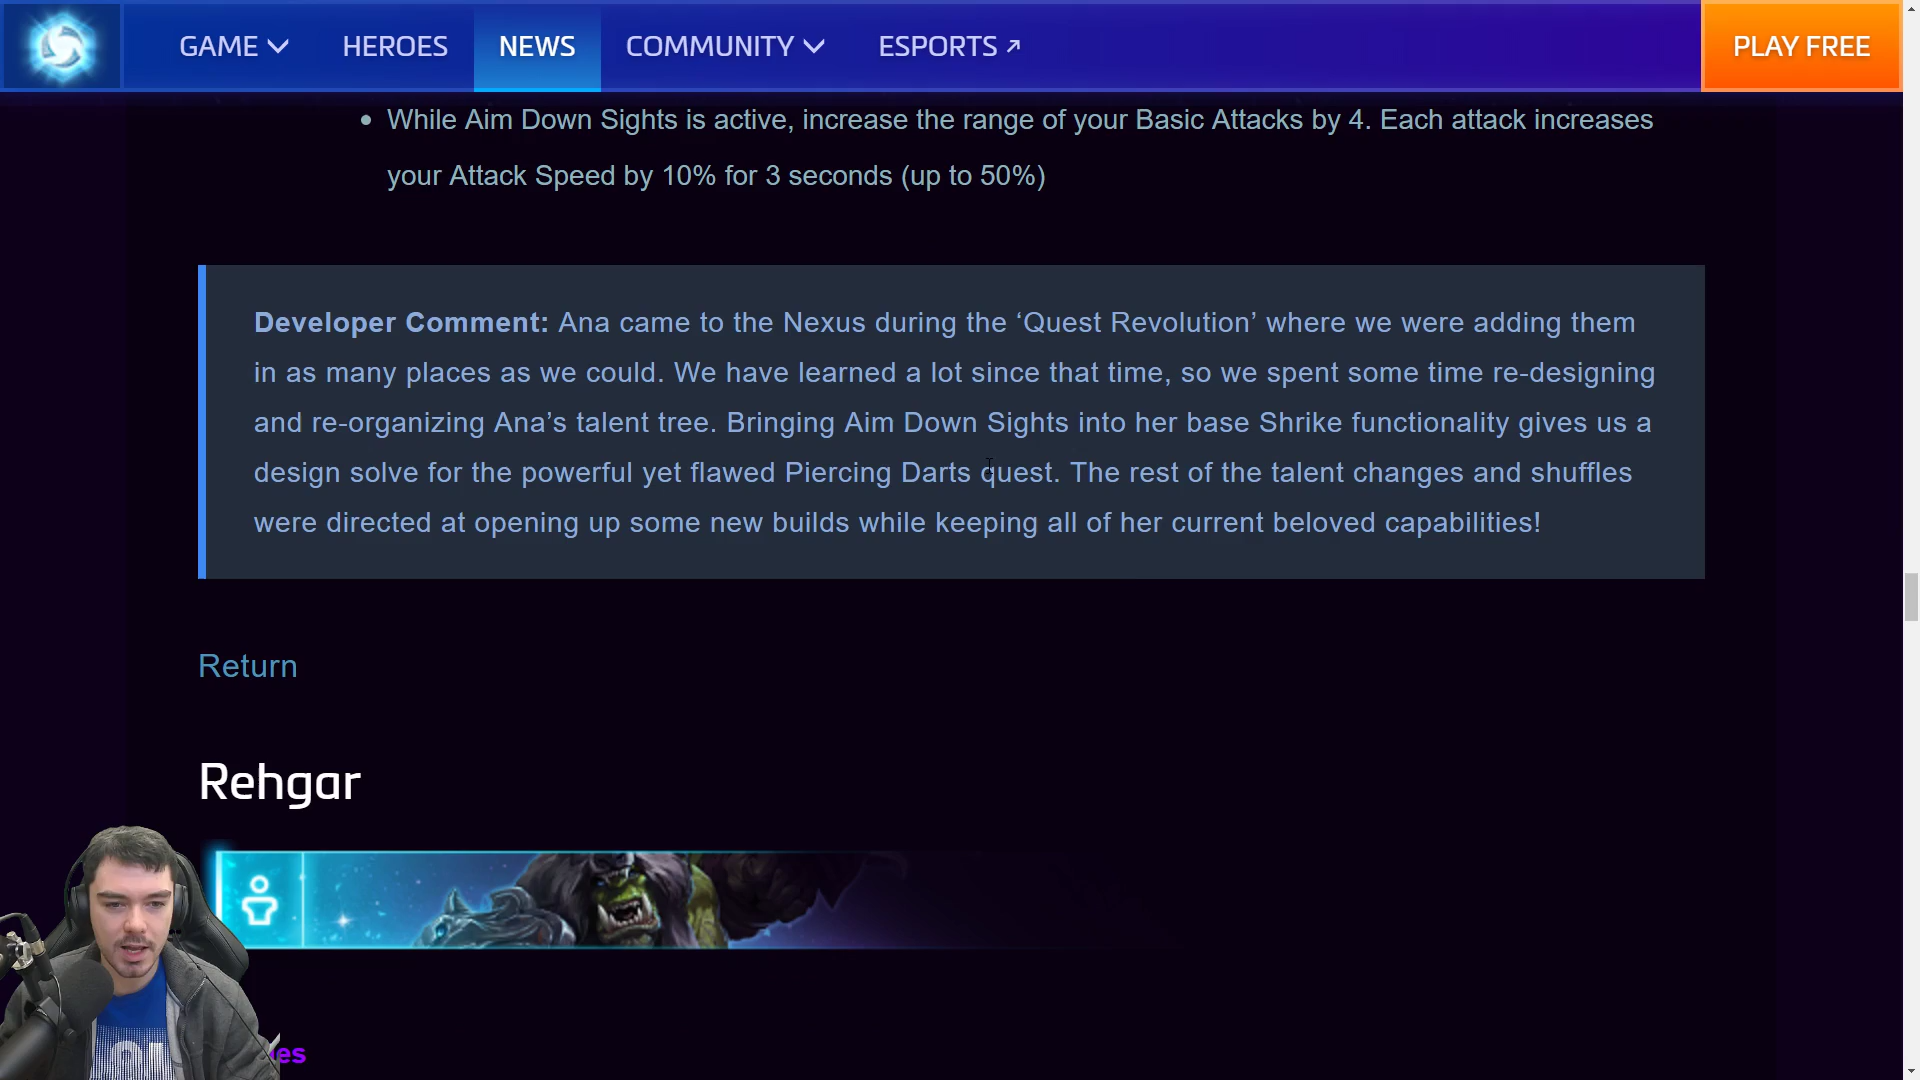 GAME HEROES NEWS COMMUNITY ESPORTS PLAY FREE
While Aim Down Sights is active, increase the range of your Basic Attacks by 4. Each attack increases
your Attack Speed by 10% for 3 seconds (up to 50%)
Developer Comment: Ana came to the Nexus during the ‘Quest Revolution’ where we were adding them
in as many places as we could. We have learned a lot since that time, so we spent some time re-designing
and re-organizing Ana’s talent tree. Bringing Aim Down Sights into her base Shrike functionality gives us a
design solve for the powerful yet flawed Piercing Darts quest. The rest of the talent changes and shuffles
were directed at opening up some new builds while keeping all of her current beloved capabilities!
Return
Rehgar